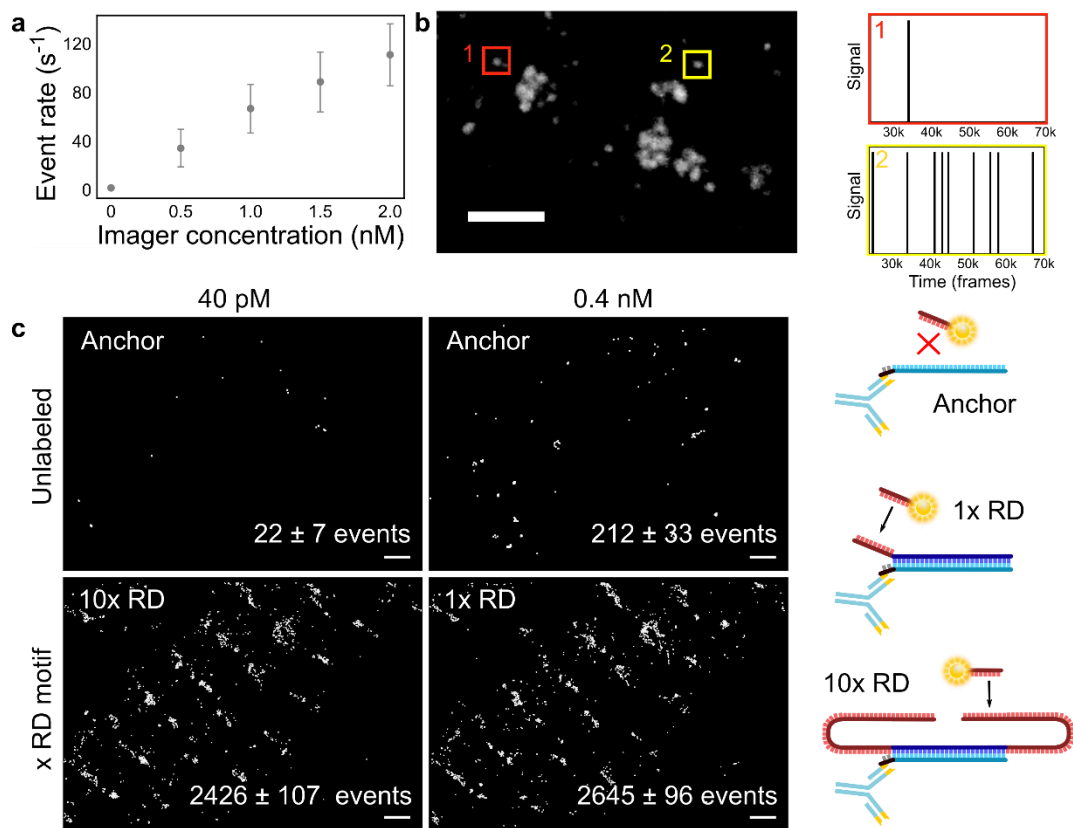 a
Event rate (s⁻¹)
120
80
40
0
0 0.5 1.0 1.5 2.0
Imager concentration (nM)
b
1
2
1
Signal
30k 40k 50k 60k 70k
2
Signal
30k 40k 50k 60k 70k
Time (frames)
c
40 pM
0.4 nM
Unlabeled
Anchor
22 ± 7 events
Anchor
212 ± 33 events
x RD motif
10x RD
2426 ± 107 events
1x RD
2645 ± 96 events
Anchor
1x RD
10x RD